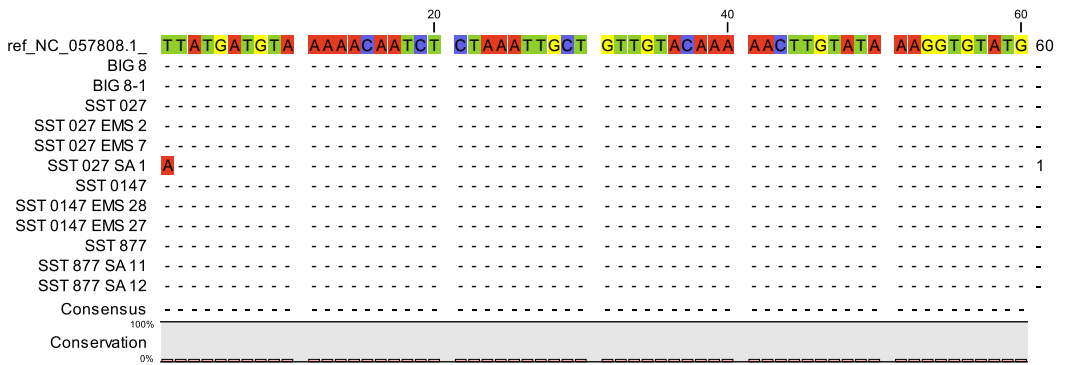 20 40 60
ref_NC_057808.1_ TTATGATGTA AAAACAATCT CTAAATTGCT GTTGTACAAA AACTTGTATA AAGGTGTATG 60
BIG 8 - - - - - - - - - - - - - - - - - - - - - - - - - - - - - - - - - - - - - - - - - - - - - - - - - - - - - - - - - - - - -
BIG 8-1 - - - - - - - - - - - - - - - - - - - - - - - - - - - - - - - - - - - - - - - - - - - - - - - - - - - - - - - - - - - - -
SST 027 - - - - - - - - - - - - - - - - - - - - - - - - - - - - - - - - - - - - - - - - - - - - - - - - - - - - - - - - - - - - -
SST 027 EMS 2 - - - - - - - - - - - - - - - - - - - - - - - - - - - - - - - - - - - - - - - - - - - - - - - - - - - - - - - - - - - - -
SST 027 EMS 7 - - - - - - - - - - - - - - - - - - - - - - - - - - - - - - - - - - - - - - - - - - - - - - - - - - - - - - - - - - - - -
SST 027 SA 1 A - - - - - - - - - - - - - - - - - - - - - - - - - - - - - - - - - - - - - - - - - - - - - - - - - - - - - - - - - - - 1
SST 0147 - - - - - - - - - - - - - - - - - - - - - - - - - - - - - - - - - - - - - - - - - - - - - - - - - - - - - - - - - - - - -
SST 0147 EMS 28 - - - - - - - - - - - - - - - - - - - - - - - - - - - - - - - - - - - - - - - - - - - - - - - - - - - - - - - - - - - - -
SST 0147 EMS 27 - - - - - - - - - - - - - - - - - - - - - - - - - - - - - - - - - - - - - - - - - - - - - - - - - - - - - - - - - - - - -
SST 877 - - - - - - - - - - - - - - - - - - - - - - - - - - - - - - - - - - - - - - - - - - - - - - - - - - - - - - - - - - - - -
SST 877 SA 11 - - - - - - - - - - - - - - - - - - - - - - - - - - - - - - - - - - - - - - - - - - - - - - - - - - - - - - - - - - - - -
SST 877 SA 12 - - - - - - - - - - - - - - - - - - - - - - - - - - - - - - - - - - - - - - - - - - - - - - - - - - - - - - - - - - - - -
Consensus - - - - - - - - - - - - - - - - - - - - - - - - - - - - - - - - - - - - - - - - - - - - - - - - - - - - - - - - - - - -
100%
Conservation
0%